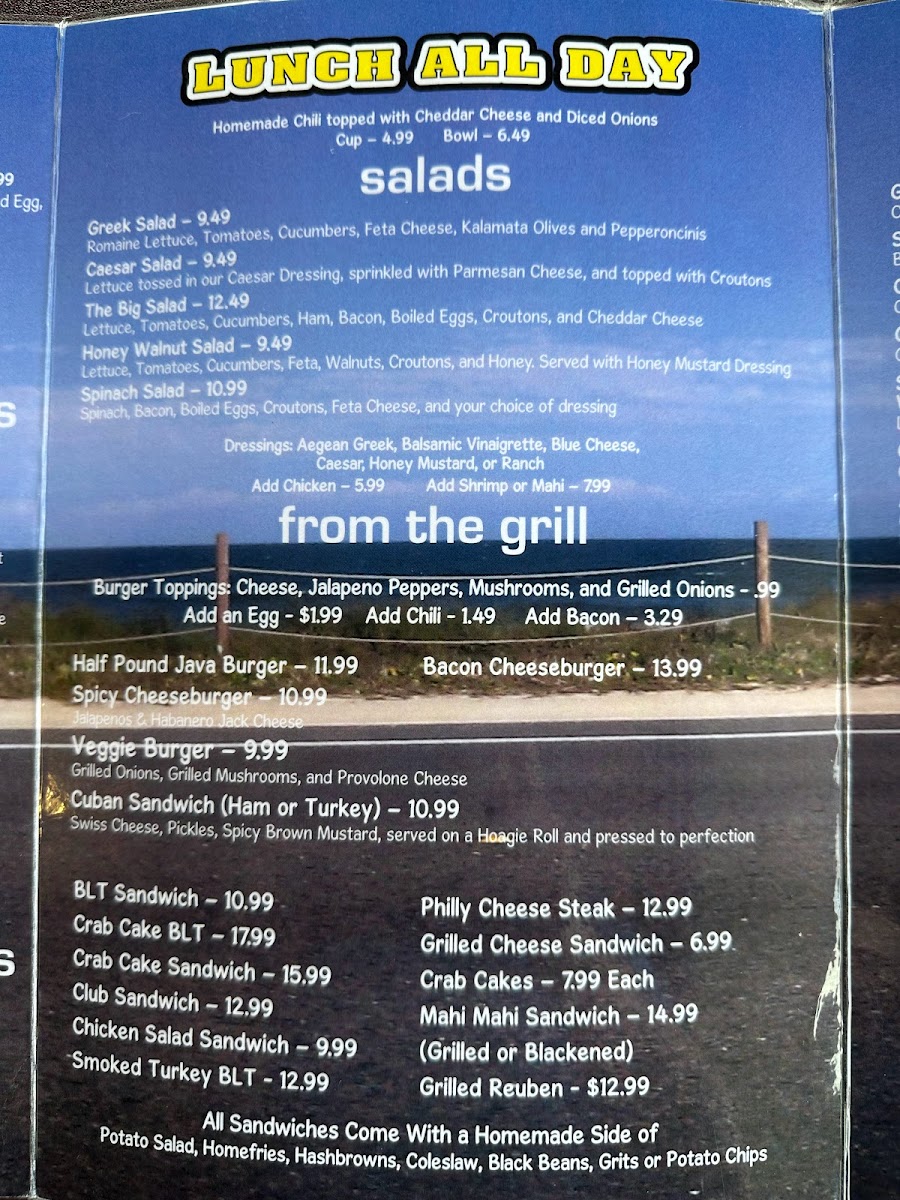 LUNCH ALL DAY
Homemade Chili topped with Cheddar Cheese and Diced Onions
Cup – 4.99 Bowl – 6.49
salads
Greek Salad – 9.49
Romaine Lettuce, Tomatoes, Cucumbers, Feta Cheese, Kalamata Olives and Pepperoncinis
Caesar Salad – 9.49
Lettuce tossed in our Caesar Dressing, sprinkled with Parmesan Cheese, and topped with Croutons
The Big Salad – 12.49
Lettuce, Tomatoes, Cucumbers, Ham, Bacon, Boiled Eggs, Croutons, and Cheddar Cheese
Honey Walnut Salad – 9.49
Lettuce, Tomatoes, Cucumbers, Feta, Walnuts, Croutons, and Honey. Served with Honey Mustard Dressing
Spinach Salad – 10.99
Spinach, Bacon, Boiled Eggs, Croutons, Feta Cheese, and your choice of dressing
Dressings: Aegean Greek, Balsamic Vinaigrette, Blue Cheese,
Caesar, Honey Mustard, or Ranch
Add Chicken – 5.99 Add Shrimp or Mahi – 7.99
from the grill
Burger Toppings: Cheese, Jalapeno Peppers, Mushrooms, and Grilled Onions - .99
Add an Egg - $1.99 Add Chili - 1.49 Add Bacon – 3.29
Half Pound Java Burger – 11.99 Bacon Cheeseburger – 13.99
Spicy Cheeseburger – 10.99
Jalapenos & Habanero Jack Cheese
Veggie Burger – 9.99
Grilled Onions, Grilled Mushrooms, and Provolone Cheese
Cuban Sandwich (Ham or Turkey) – 10.99
Swiss Cheese, Pickles, Spicy Brown Mustard, served on a Hoagie Roll and pressed to perfection
BLT Sandwich – 10.99
Crab Cake BLT – 17.99
Crab Cake Sandwich – 15.99
Club Sandwich – 12.99
Chicken Salad Sandwich – 9.99
Smoked Turkey BLT - 12.99
Philly Cheese Steak – 12.99
Grilled Cheese Sandwich – 6.99
Crab Cakes – 7.99 Each
Mahi Mahi Sandwich – 14.99
(Grilled or Blackened)
Grilled Reuben - $12.99
All Sandwiches Come With a Homemade Side of
Potato Salad, Homefries, Hashbrowns, Coleslaw, Black Beans, Grits or Potato Chips
d Egg,